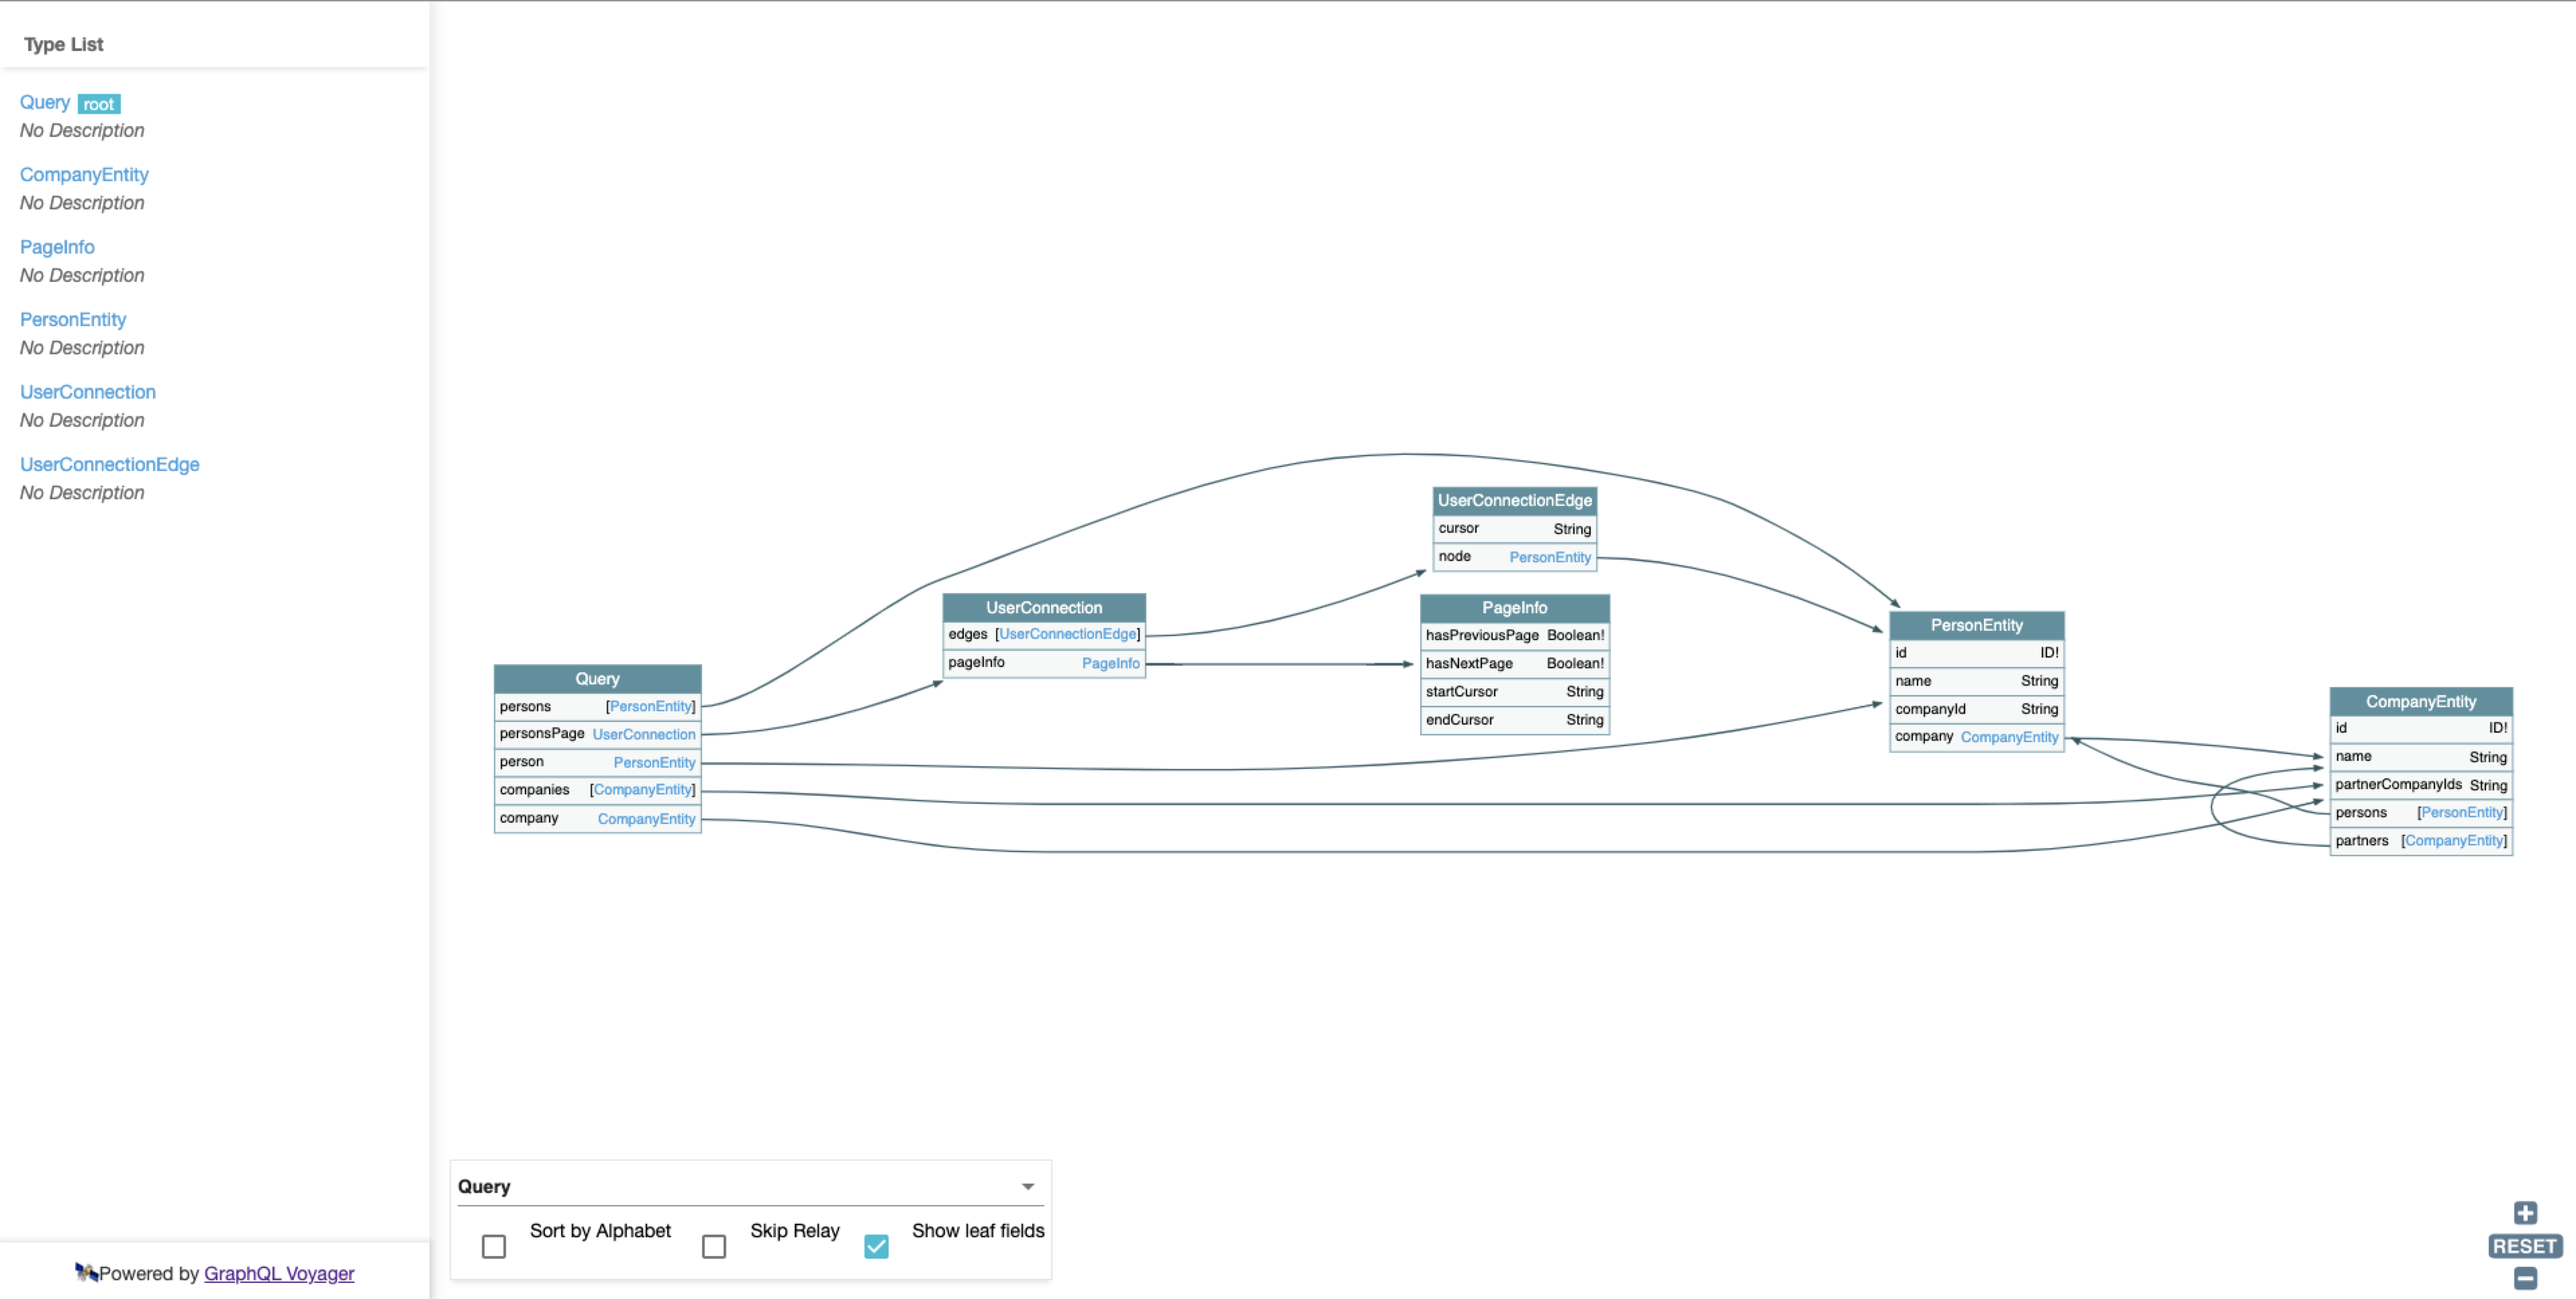 Type List
Query root
No Description
CompanyEntity
No Description
PageInfo
No Description
PersonEntity
No Description
UserConnection
No Description
UserConnectionEdge
No Description
Powered by GraphQL Voyager
Query
persons [PersonEntity]
personsPage UserConnection
person PersonEntity
companies [CompanyEntity]
company CompanyEntity
UserConnection
edges [UserConnectionEdge]
pageInfo PageInfo
UserConnectionEdge
cursor String
node PersonEntity
PageInfo
hasPreviousPage Boolean!
hasNextPage Boolean!
startCursor String
endCursor String
PersonEntity
id ID!
name String
companyId String
company CompanyEntity
CompanyEntity
id ID!
name String
partnerCompanyIds String
persons [PersonEntity]
partners [CompanyEntity]
Query
Sort by Alphabet Skip Relay Show leaf fields
RESET